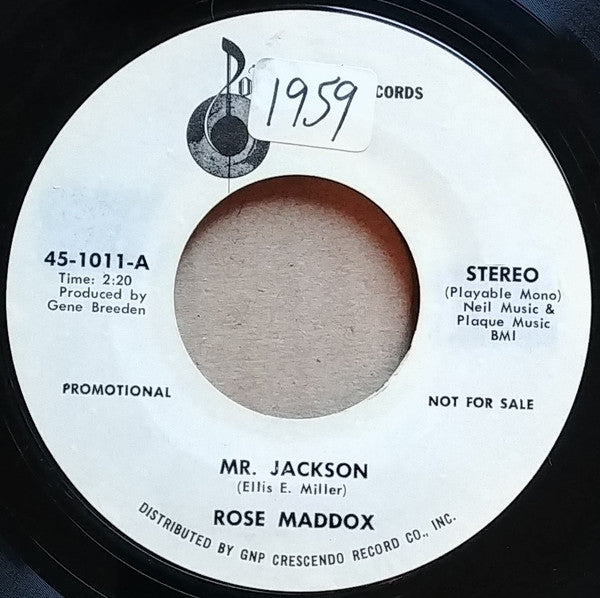 1959
CORDS
45-1011-A
Time: 2:20
Produced by
Gene Breeden
STEREO
(Playable Mono)
Neil Music &
Plaque Music
BMI
PROMOTIONAL
NOT FOR SALE
MR. JACKSON
(Ellis E. Miller)
ROSE MADDOX
DISTRIBUTED BY GNP CRESCENDO RECORD CO., INC.